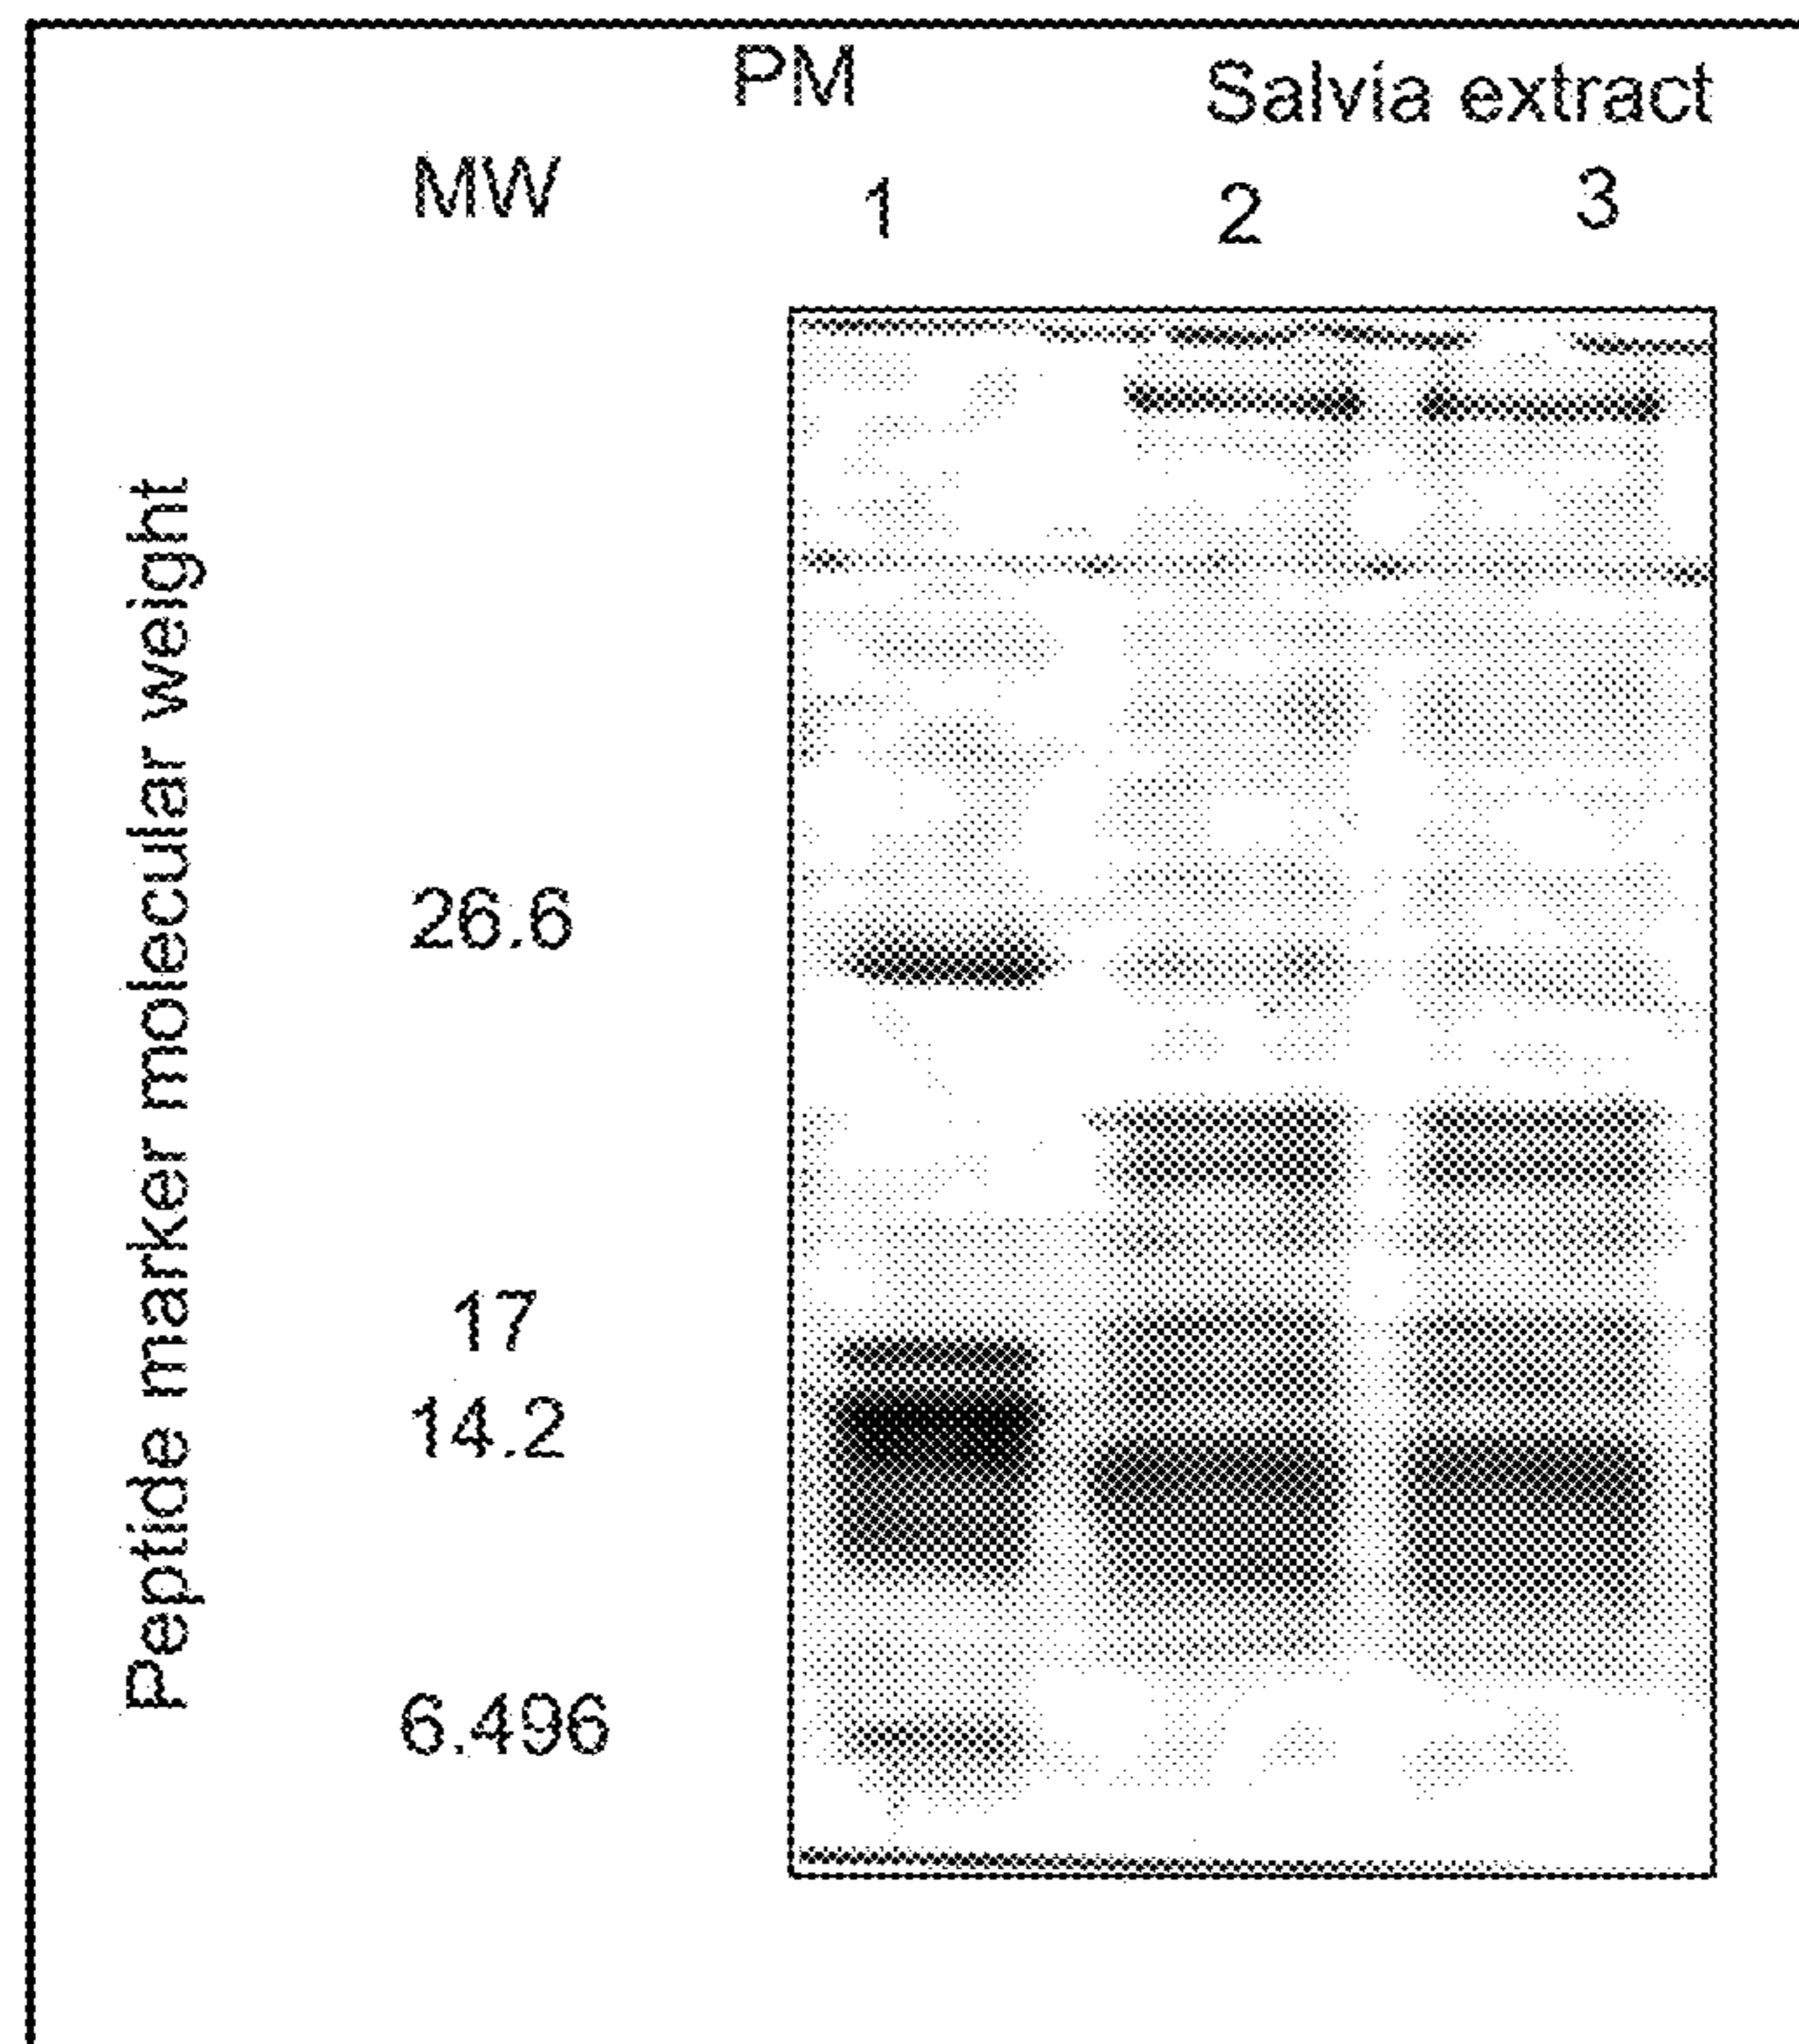 PM
Salvia extract
MW
1
2
3
Peptide marker molecular weight
26.6
17
14.2
6.496